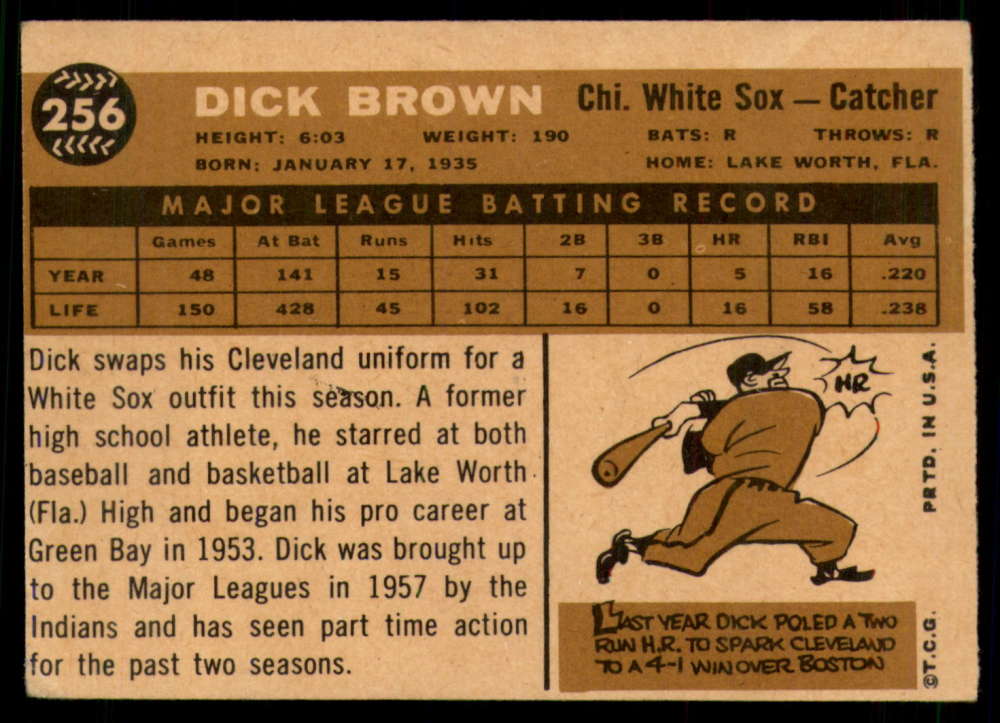 256
DICK BROWN Chi. White Sox — Catcher
HEIGHT: 6:03 WEIGHT: 190 BATS: R THROWS: R
BORN: JANUARY 17, 1935 HOME: LAKE WORTH, FLA.
MAJOR LEAGUE BATTING RECORD
Games At Bat Runs Hits 2B 3B HR RBI Avg
YEAR 48 141 15 31 7 0 5 16 .220
LIFE 150 428 45 102 16 0 16 58 .238
Dick swaps his Cleveland uniform for a
White Sox outfit this season. A former
high school athlete, he starred at both
baseball and basketball at Lake Worth
(Fla.) High and began his pro career at
Green Bay in 1953. Dick was brought up
to the Major Leagues in 1957 by the
Indians and has seen part time action
for the past two seasons.
HR
LAST YEAR DICK POLED A TWO
RUN H.R. TO SPARK CLEVELAND
TO A 4-1 WIN OVER BOSTON
©T.C.G. PRTD. IN U.S.A.